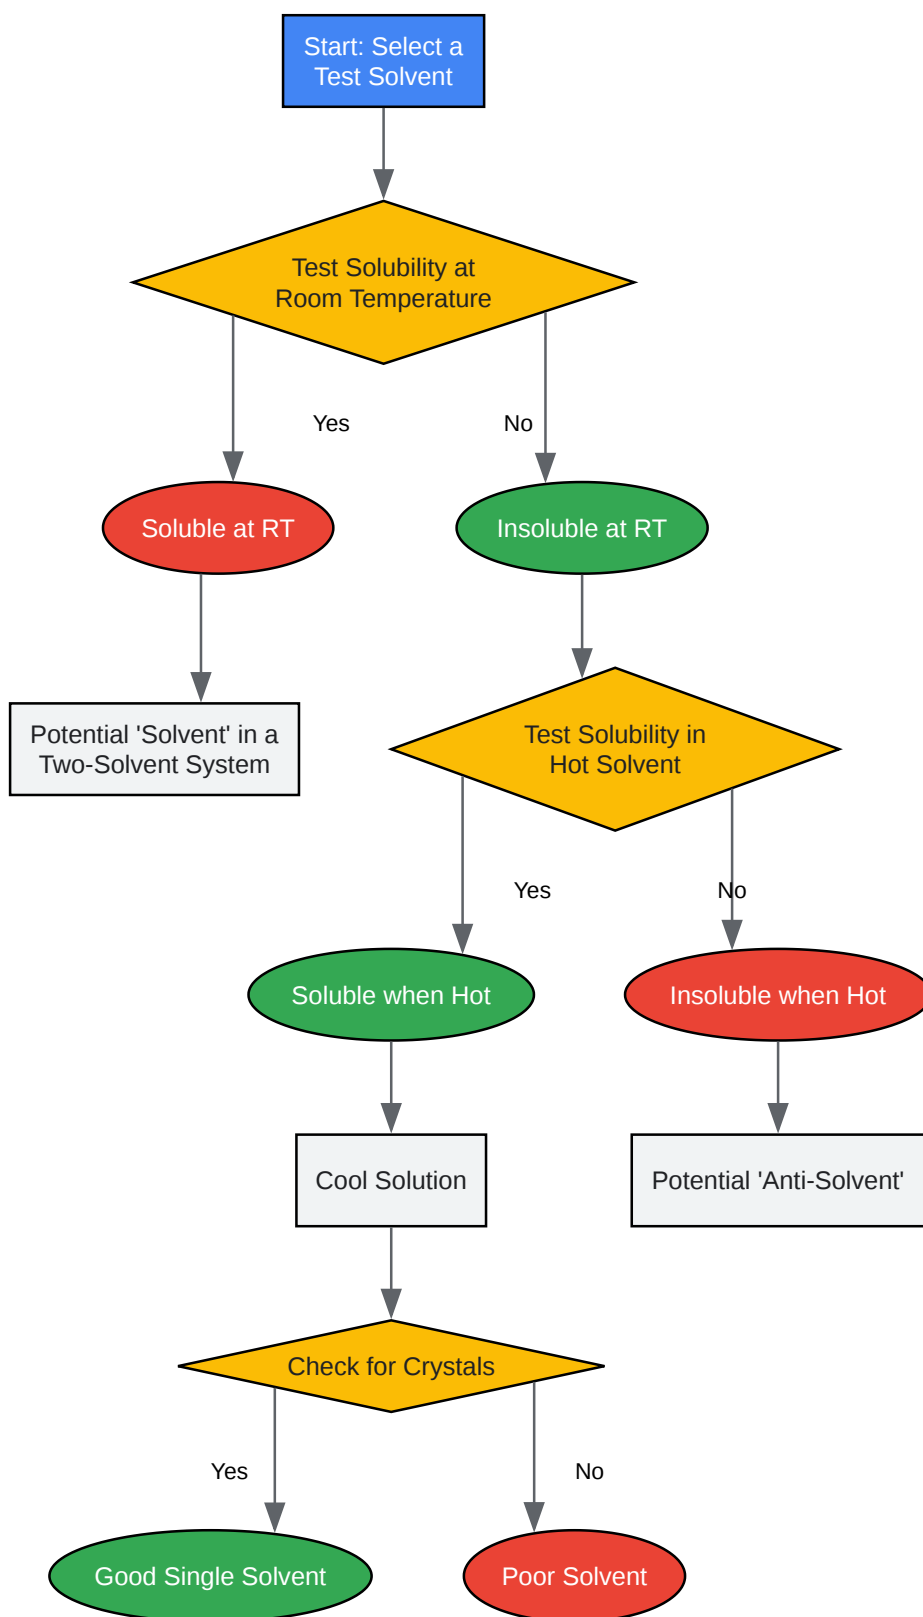 Start: Select a
Test Solvent
Test Solubility at
Room Temperature
Yes
No
Soluble at RT
Insoluble at RT
Potential 'Solvent' in a
Two-Solvent System
Test Solubility in
Hot Solvent
Yes
No
Soluble when Hot
Insoluble when Hot
Cool Solution
Potential 'Anti-Solvent'
Check for Crystals
Yes
No
Good Single Solvent
Poor Solvent